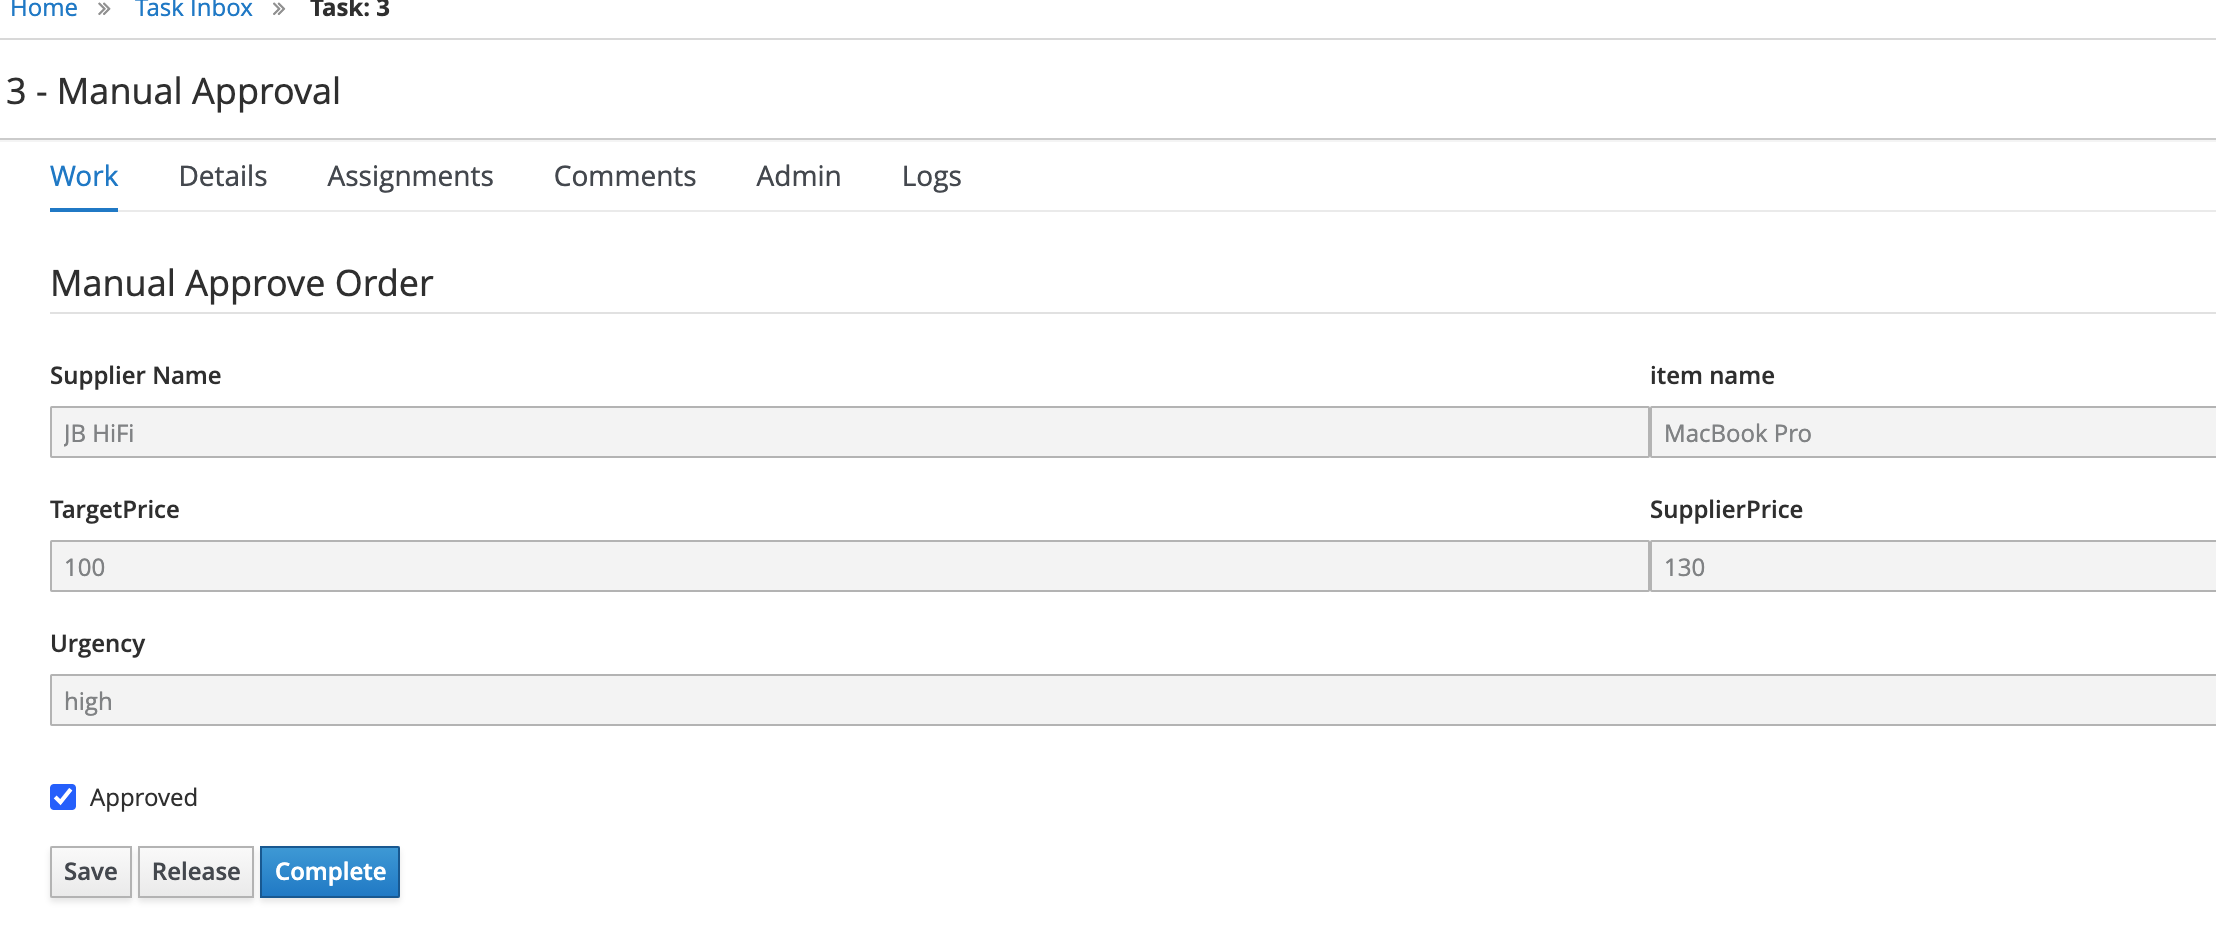 Home » Task Inbox » Task: 3
3 - Manual Approval
Work Details Assignments Comments Admin Logs
Manual Approve Order
Supplier Name item name
JB HiFi MacBook Pro
TargetPrice SupplierPrice
100 130
Urgency
high
Approved
Save Release Complete